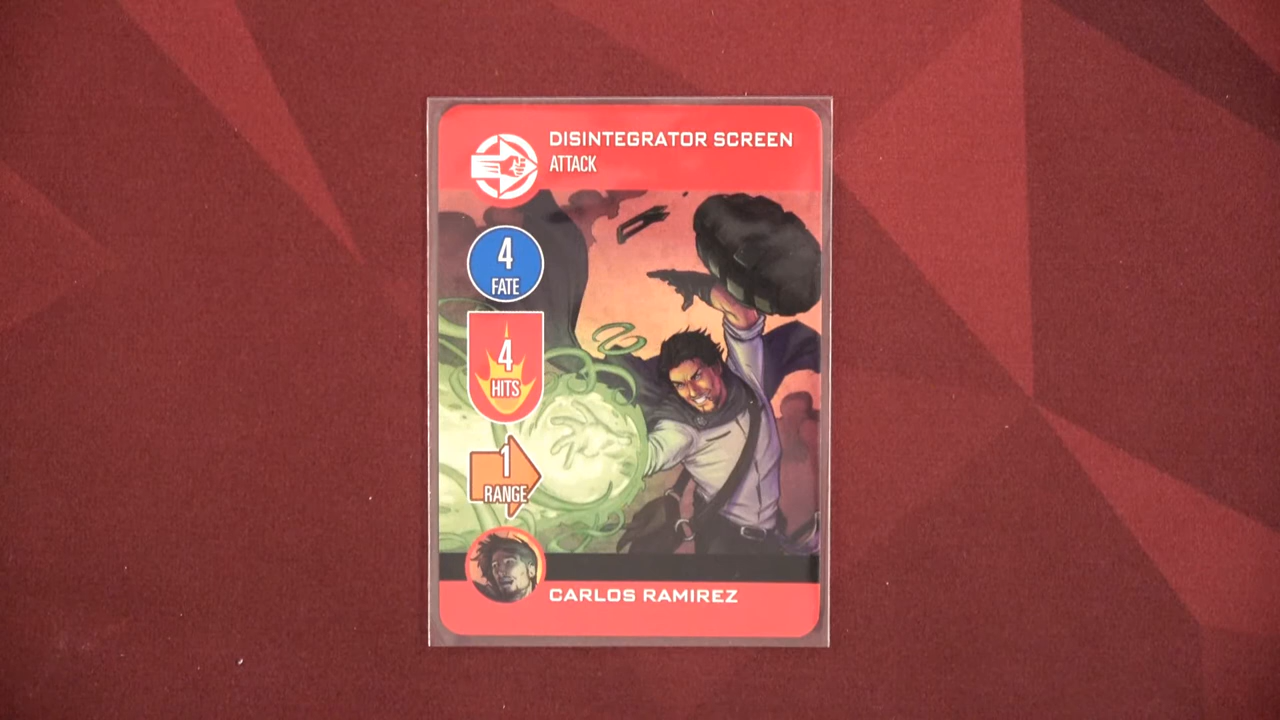 DISINTEGRATOR SCREEN
ATTACK
4
FATE
4
HITS
1
RANGE
CARLOS RAMIREZ